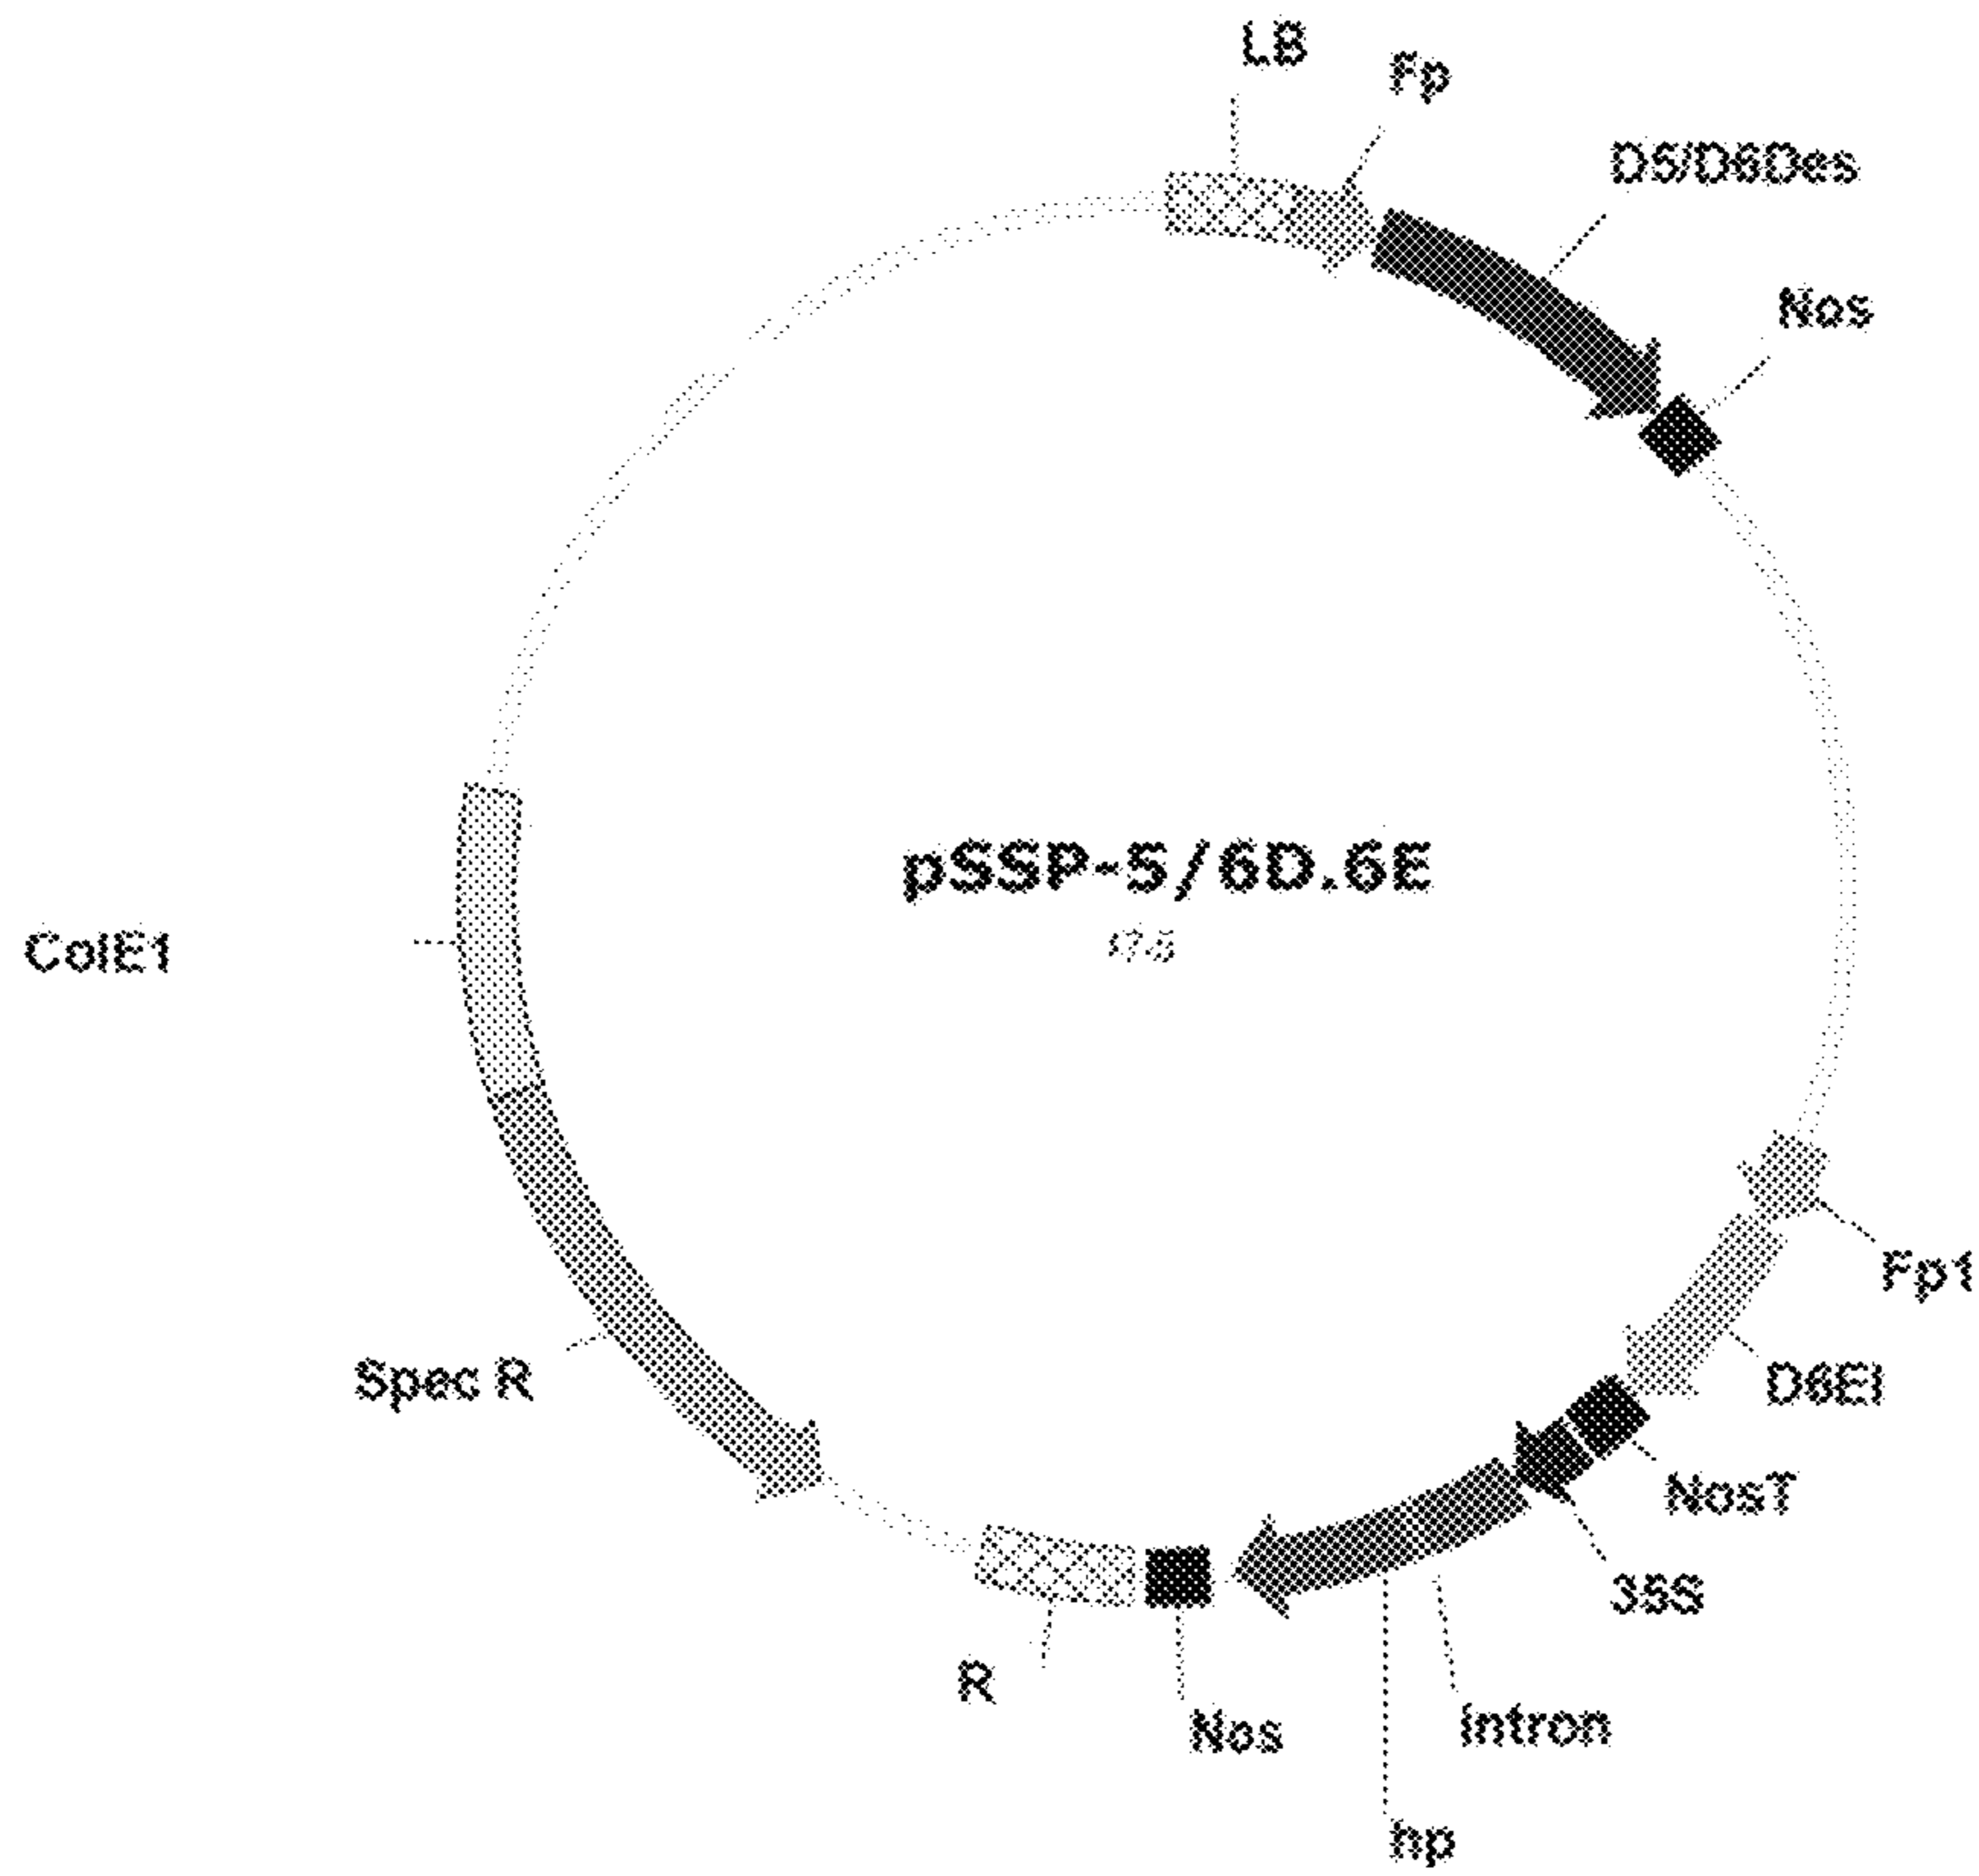 LB
Fp
D5/D6Des
Nos
pSSP-5/6D.6E
ColE1
Fp1
D6El
Spec R
NosT
35S
R
Nos
Intron
hp